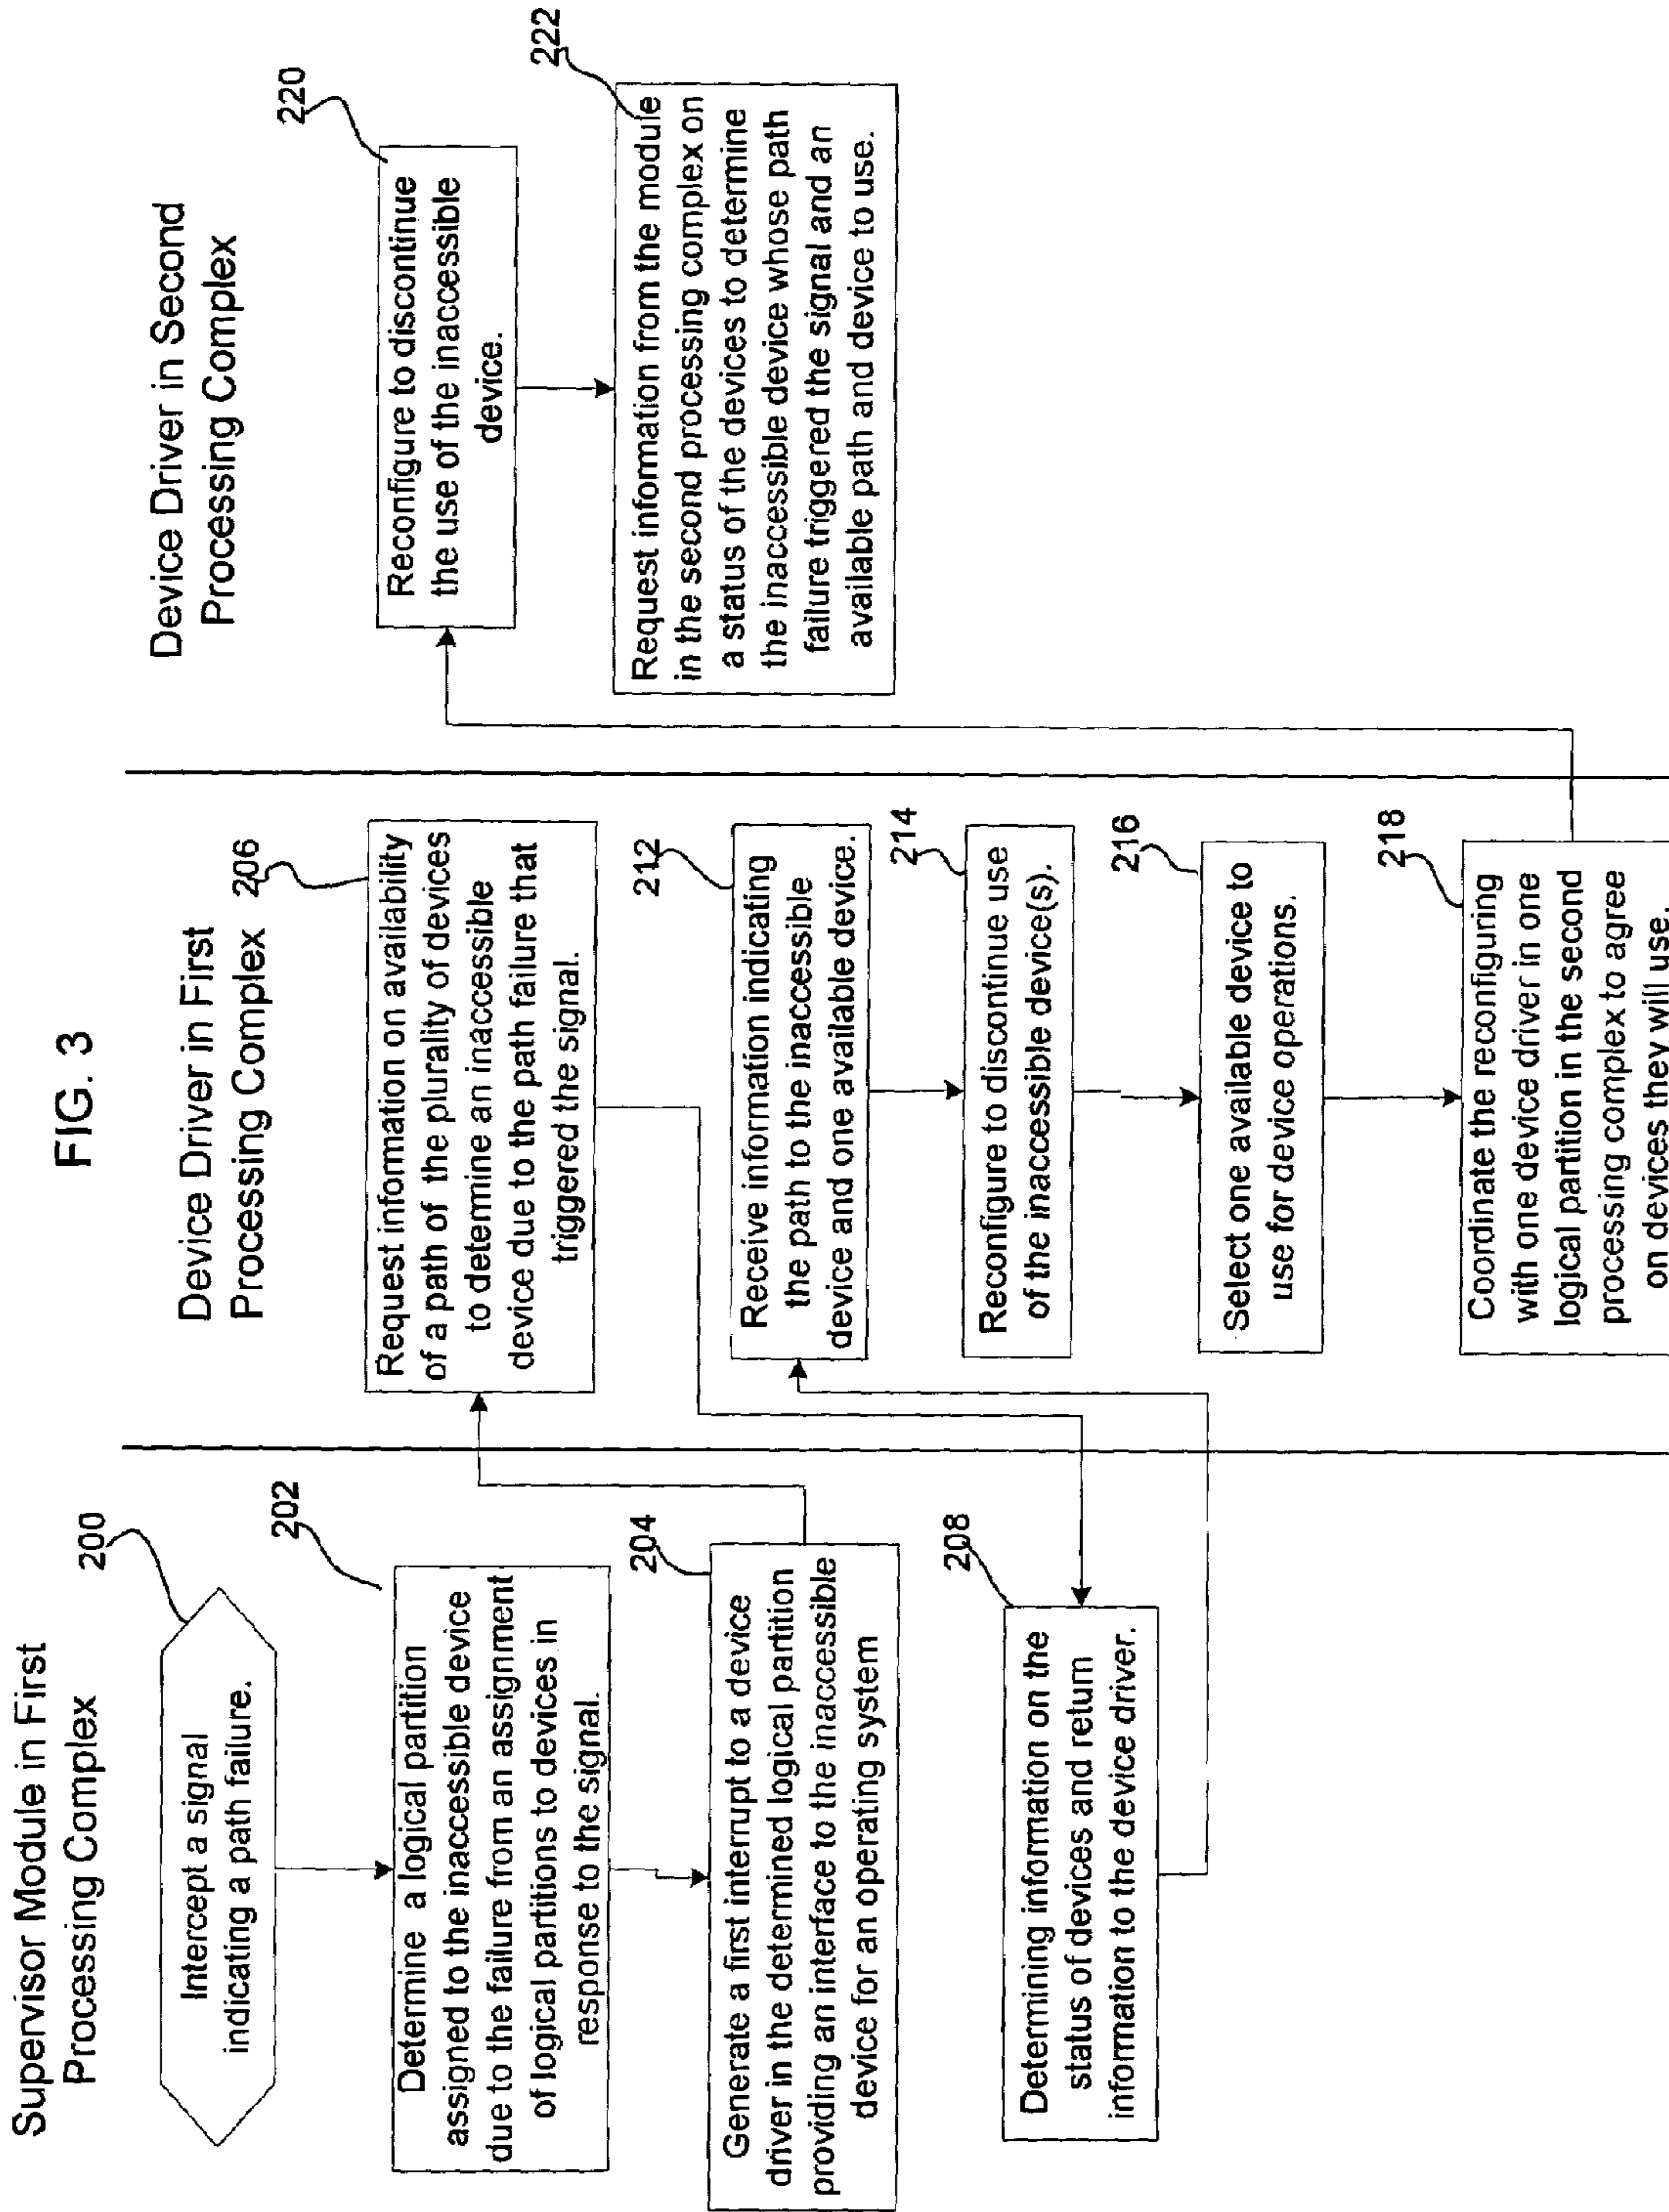 FIG. 3
Supervisor Module in First
Processing Complex
200
Intercept a signal
indicating a path failure.
202
Determine a logical partition
assigned to the inaccessible device
due to the failure from an assignment
of logical partitions to devices in
response to the signal.
204
Generate a first interrupt to a device
driver in the determined logical partition
providing an interface to the inaccessible
device for an operating system
208
Determining information on the
status of devices and return
information to the device driver.
Device Driver in First
Processing Complex
206
Request information on availability
of a path of the plurality of devices
to determine an inaccessible
device due to the path failure that
triggered the signal.
212
Receive information indicating
the path to the inaccessible
device and one available device.
214
Reconfigure to discontinue use
of the inaccessible device(s).
216
Select one available device to
use for device operations.
218
Coordinate the reconfiguring
with one device driver in one
logical partition in the second
processing complex to agree
on devices they will use.
Device Driver in Second
Processing Complex
220
Reconfigure to discontinue
the use of the inaccessible
device.
222
Request information from the module
in the second processing complex on
a status of the devices to determine
the inaccessible device whose path
failure triggered the signal and an
available path and device to use.